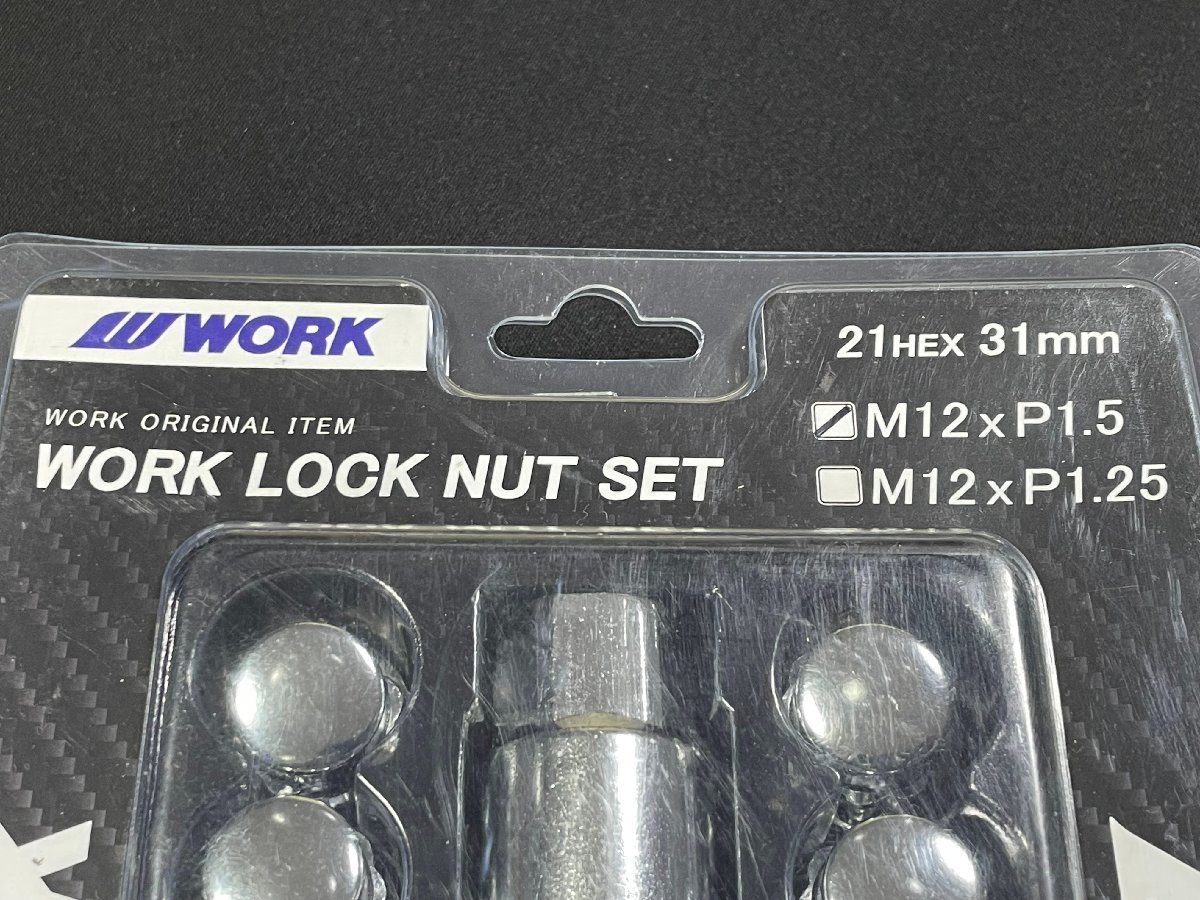 WORK
WORK ORIGINAL ITEM
WORK LOCK NUT SET
21HEX 31mm
M12xP1.5
M12xP1.25